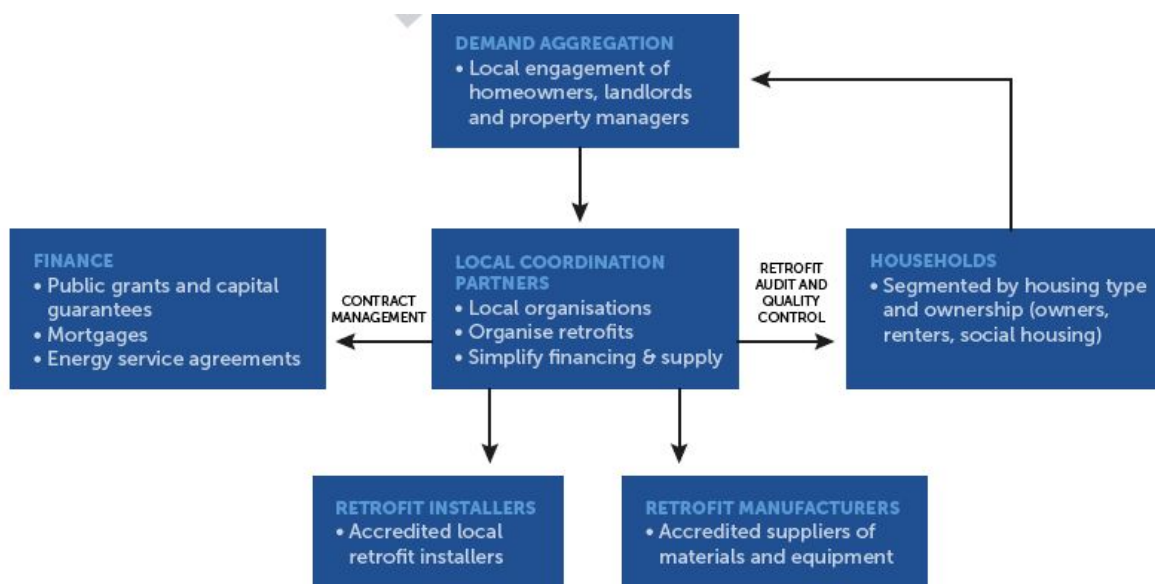 DEMAND AGGREGATION
• Local engagement of
homeowners, landlords
and property managers
FINANCE
• Public grants and capital
guarantees
• Mortgages
• Energy service agreements
CONTRACT
MANAGEMENT
LOCAL COORDINATION
PARTNERS
• Local organisations
• Organise retrofits
• Simplify financing & supply
RETROFIT
AUDIT AND
QUALITY
CONTROL
HOUSEHOLDS
• Segmented by housing type
and ownership (owners,
renters, social housing)
RETROFIT INSTALLERS
• Accredited local
retrofit installers
RETROFIT MANUFACTURERS
• Accredited suppliers of
materials and equipment